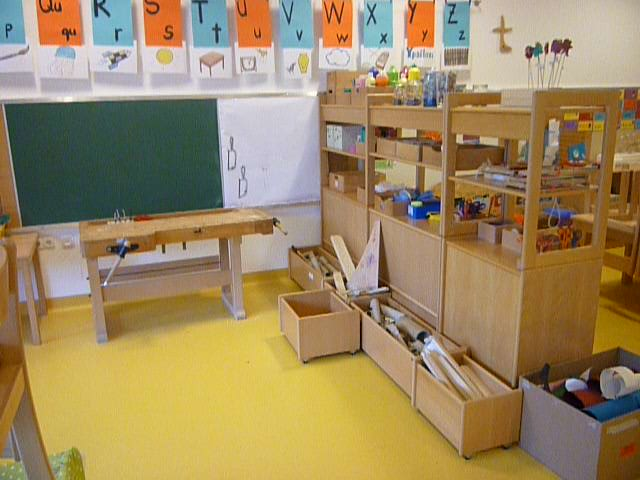 P Qu R S T U V W X Y Z
p qu r s t u v w x y z